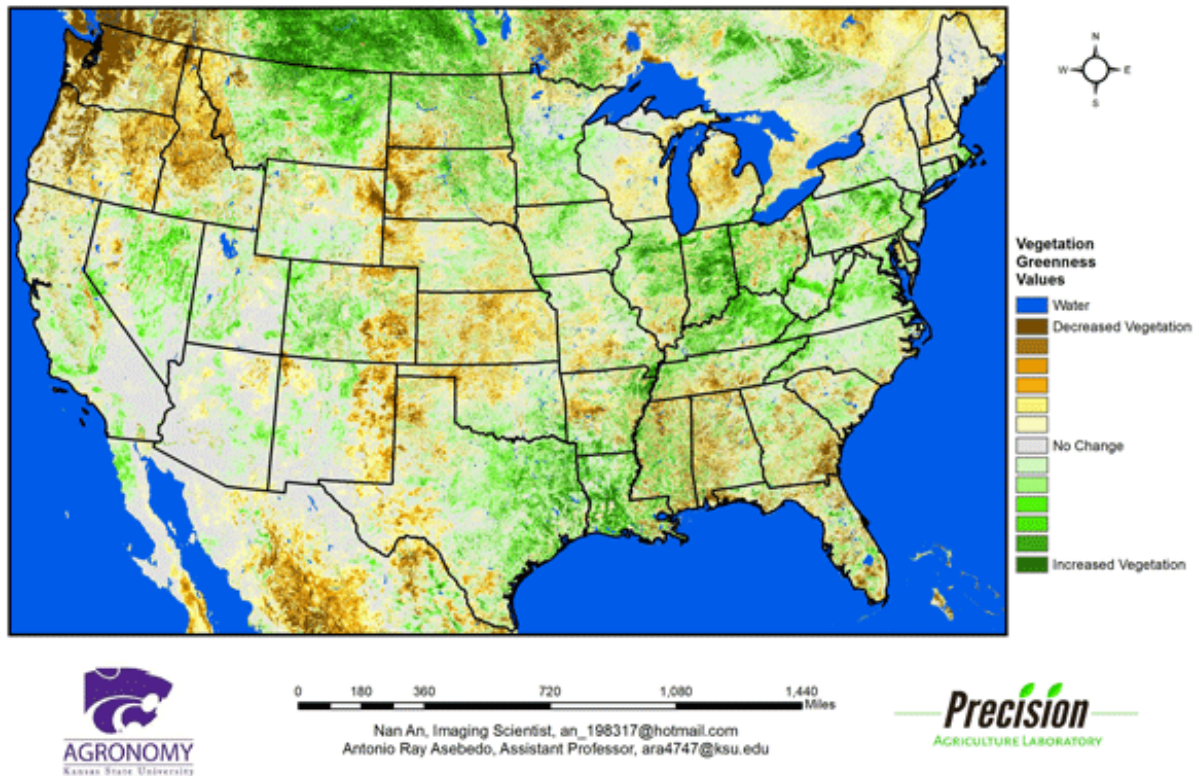 N
W
E
S
Vegetation
Greenness
Values
Water
Decreased Vegetation
No Change
Increased Vegetation
0 180 360 720 1,080 1,440
Miles
Nan An, Imaging Scientist, an_198317@hotmail.com
Antonio Ray Asebedo, Assistant Professor, ara4747@ksu.edu
AGRONOMY
Kansas State University
Precision
AGRICULTURE LABORATORY